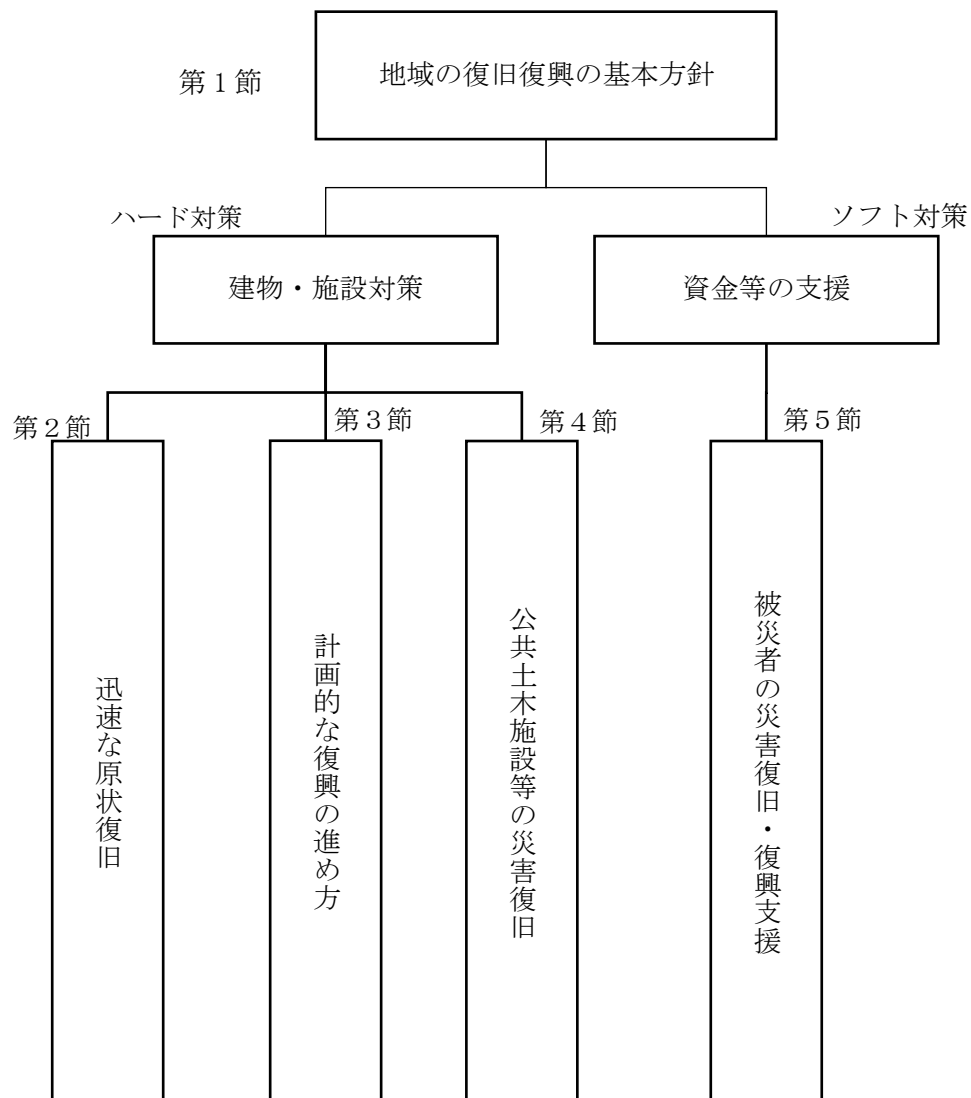 第１節
地域の復旧復興の基本方針
ハード対策
ソフト対策
建物・施設対策
資金等の支援
第２節
第３節
第４節
第５節
迅速な原状復旧
計画的な復興の進め方
公共土木施設等の災害復旧
被災者の災害復旧・復興支援